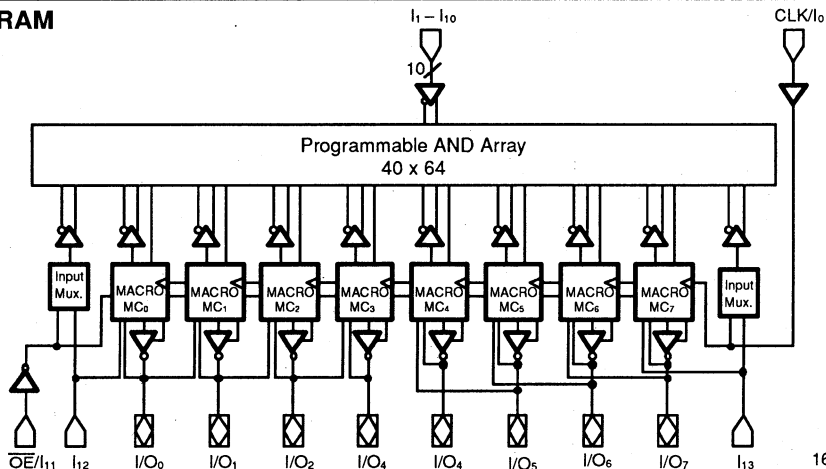 RAM
I₁ – I₁₀
CLK/I₀
10
Programmable AND Array
40 x 64
Input
Mux.
MACRO
MC₀
MACRO
MC₁
MACRO
MC₂
MACRO
MC₃
MACRO
MC₄
MACRO
MC₅
MACRO
MC₆
MACRO
MC₇
Input
Mux.
O̅E̅/I₁₁
I₁₂
I/O₀
I/O₁
I/O₂
I/O₄
I/O₄
I/O₅
I/O₆
I/O₇
I₁₃
16